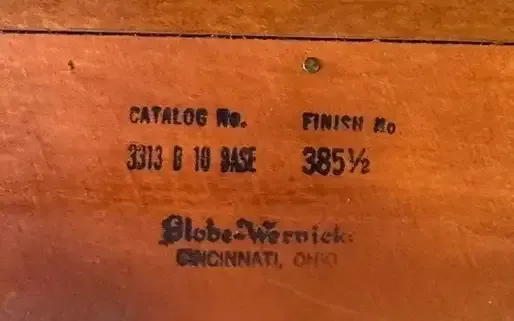 CATALOG No. FINISH No
3313 B 10 BASE 385½
Globe-Wernicke
CINCINNATI, OHIO